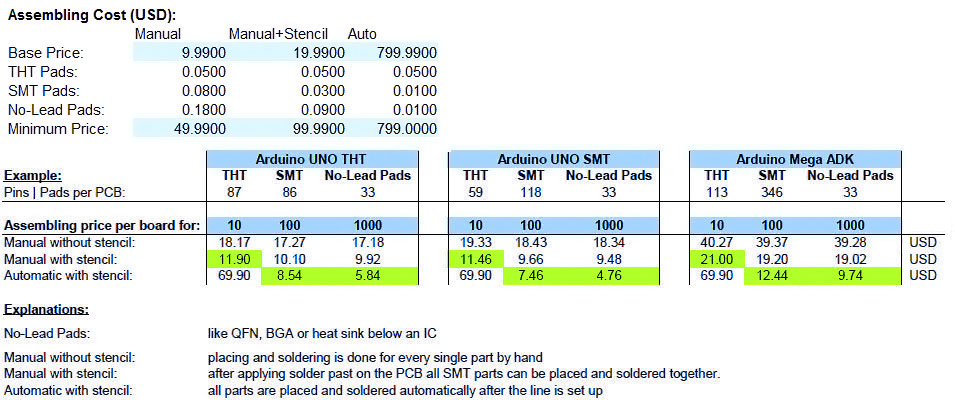 Assembling Cost (USD):
Manual Manual+Stencil Auto
Base Price: 9.9900 19.9900 799.9900
THT Pads: 0.0500 0.0500 0.0500
SMT Pads: 0.0800 0.0300 0.0100
No-Lead Pads: 0.1800 0.0900 0.0100
Minimum Price: 49.9900 99.9900 799.0000
Arduino UNO THT Arduino UNO SMT Arduino Mega ADK
Example: THT SMT No-Lead Pads THT SMT No-Lead Pads THT SMT No-Lead Pads
Pins | Pads per PCB: 87 86 33 59 118 33 113 346 33
Assembling price per board for: 10 100 1000 10 100 1000 10 100 1000
Manual without stencil: 18.17 17.27 17.18 19.33 18.43 18.34 40.27 39.37 39.28 USD
Manual with stencil: 11.90 10.10 9.92 11.46 9.66 9.48 21.00 19.20 19.02 USD
Automatic with stencil: 69.90 8.54 5.84 69.90 7.46 4.76 69.90 12.44 9.74 USD
Explanations:
No-Lead Pads: like QFN, BGA or heat sink below an IC
Manual without stencil: placing and soldering is done for every single part by hand
Manual with stencil: after applying solder past on the PCB all SMT parts can be placed and soldered together.
Automatic with stencil: all parts are placed and soldered automatically after the line is set up